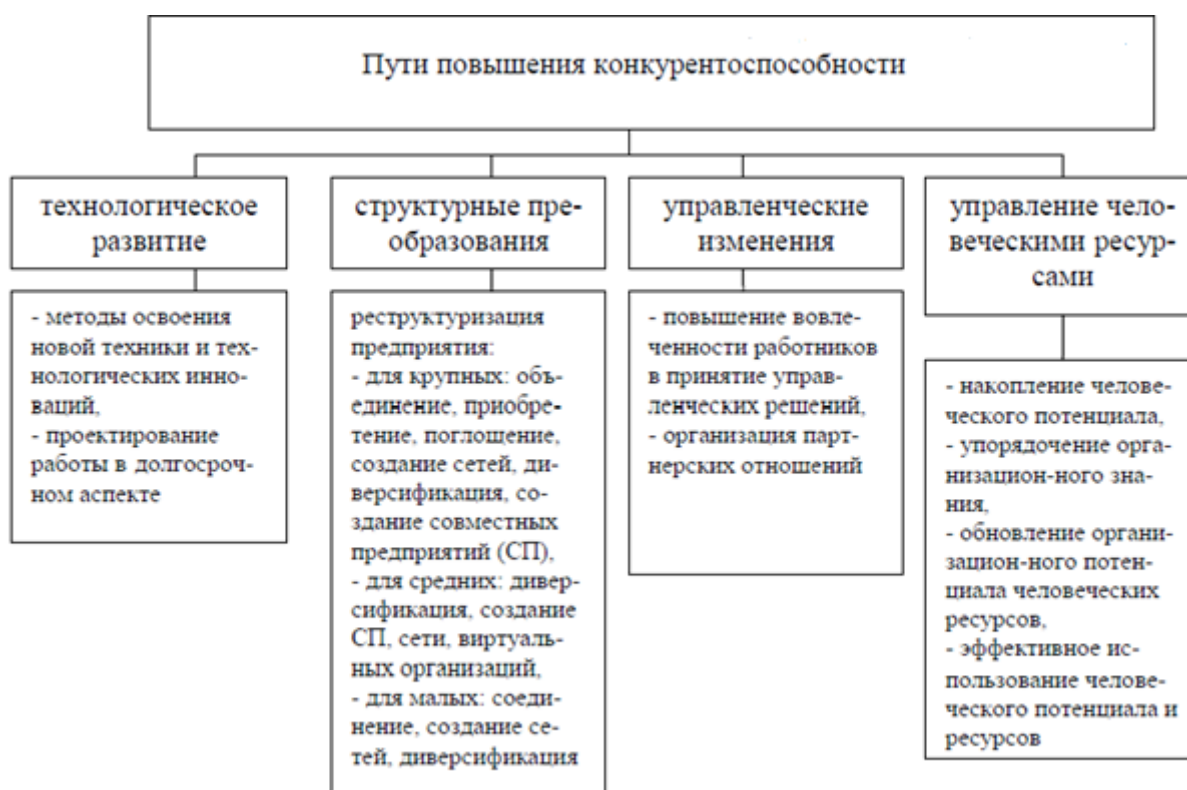 Пути повышения конкурентоспособности
технологическое
развитие
- методы освоения
новой техники и тех-
нологических инно-
ваций,
- проектирование
работы в долгосроч-
ном аспекте
структурные пре-
образования
реструктуризация
предприятия:
- для крупных: объ-
единение, приобре-
тение, поглощение,
создание сетей, ди-
версификация, со-
здание совместных
предприятий (СП),
- для средних: дивер-
сификация, создание
СП, сети, виртуаль-
ных организаций,
- для малых: соеди-
нение, создание се-
тей, диверсификация
управленческие
изменения
- повышение вовле-
ченности работников
в принятие управ-
ленческих решений,
- организация парт-
нерских отношений
управление чело-
веческими ресур-
сами
- накопление челове-
ческого потенциала,
- упорядочение орга-
низацион-ного зна-
ния,
- обновление органи-
зацион-ного потен-
циала человеческих
ресурсов,
- эффективное ис-
пользование челове-
ческого потенциала и
ресурсов